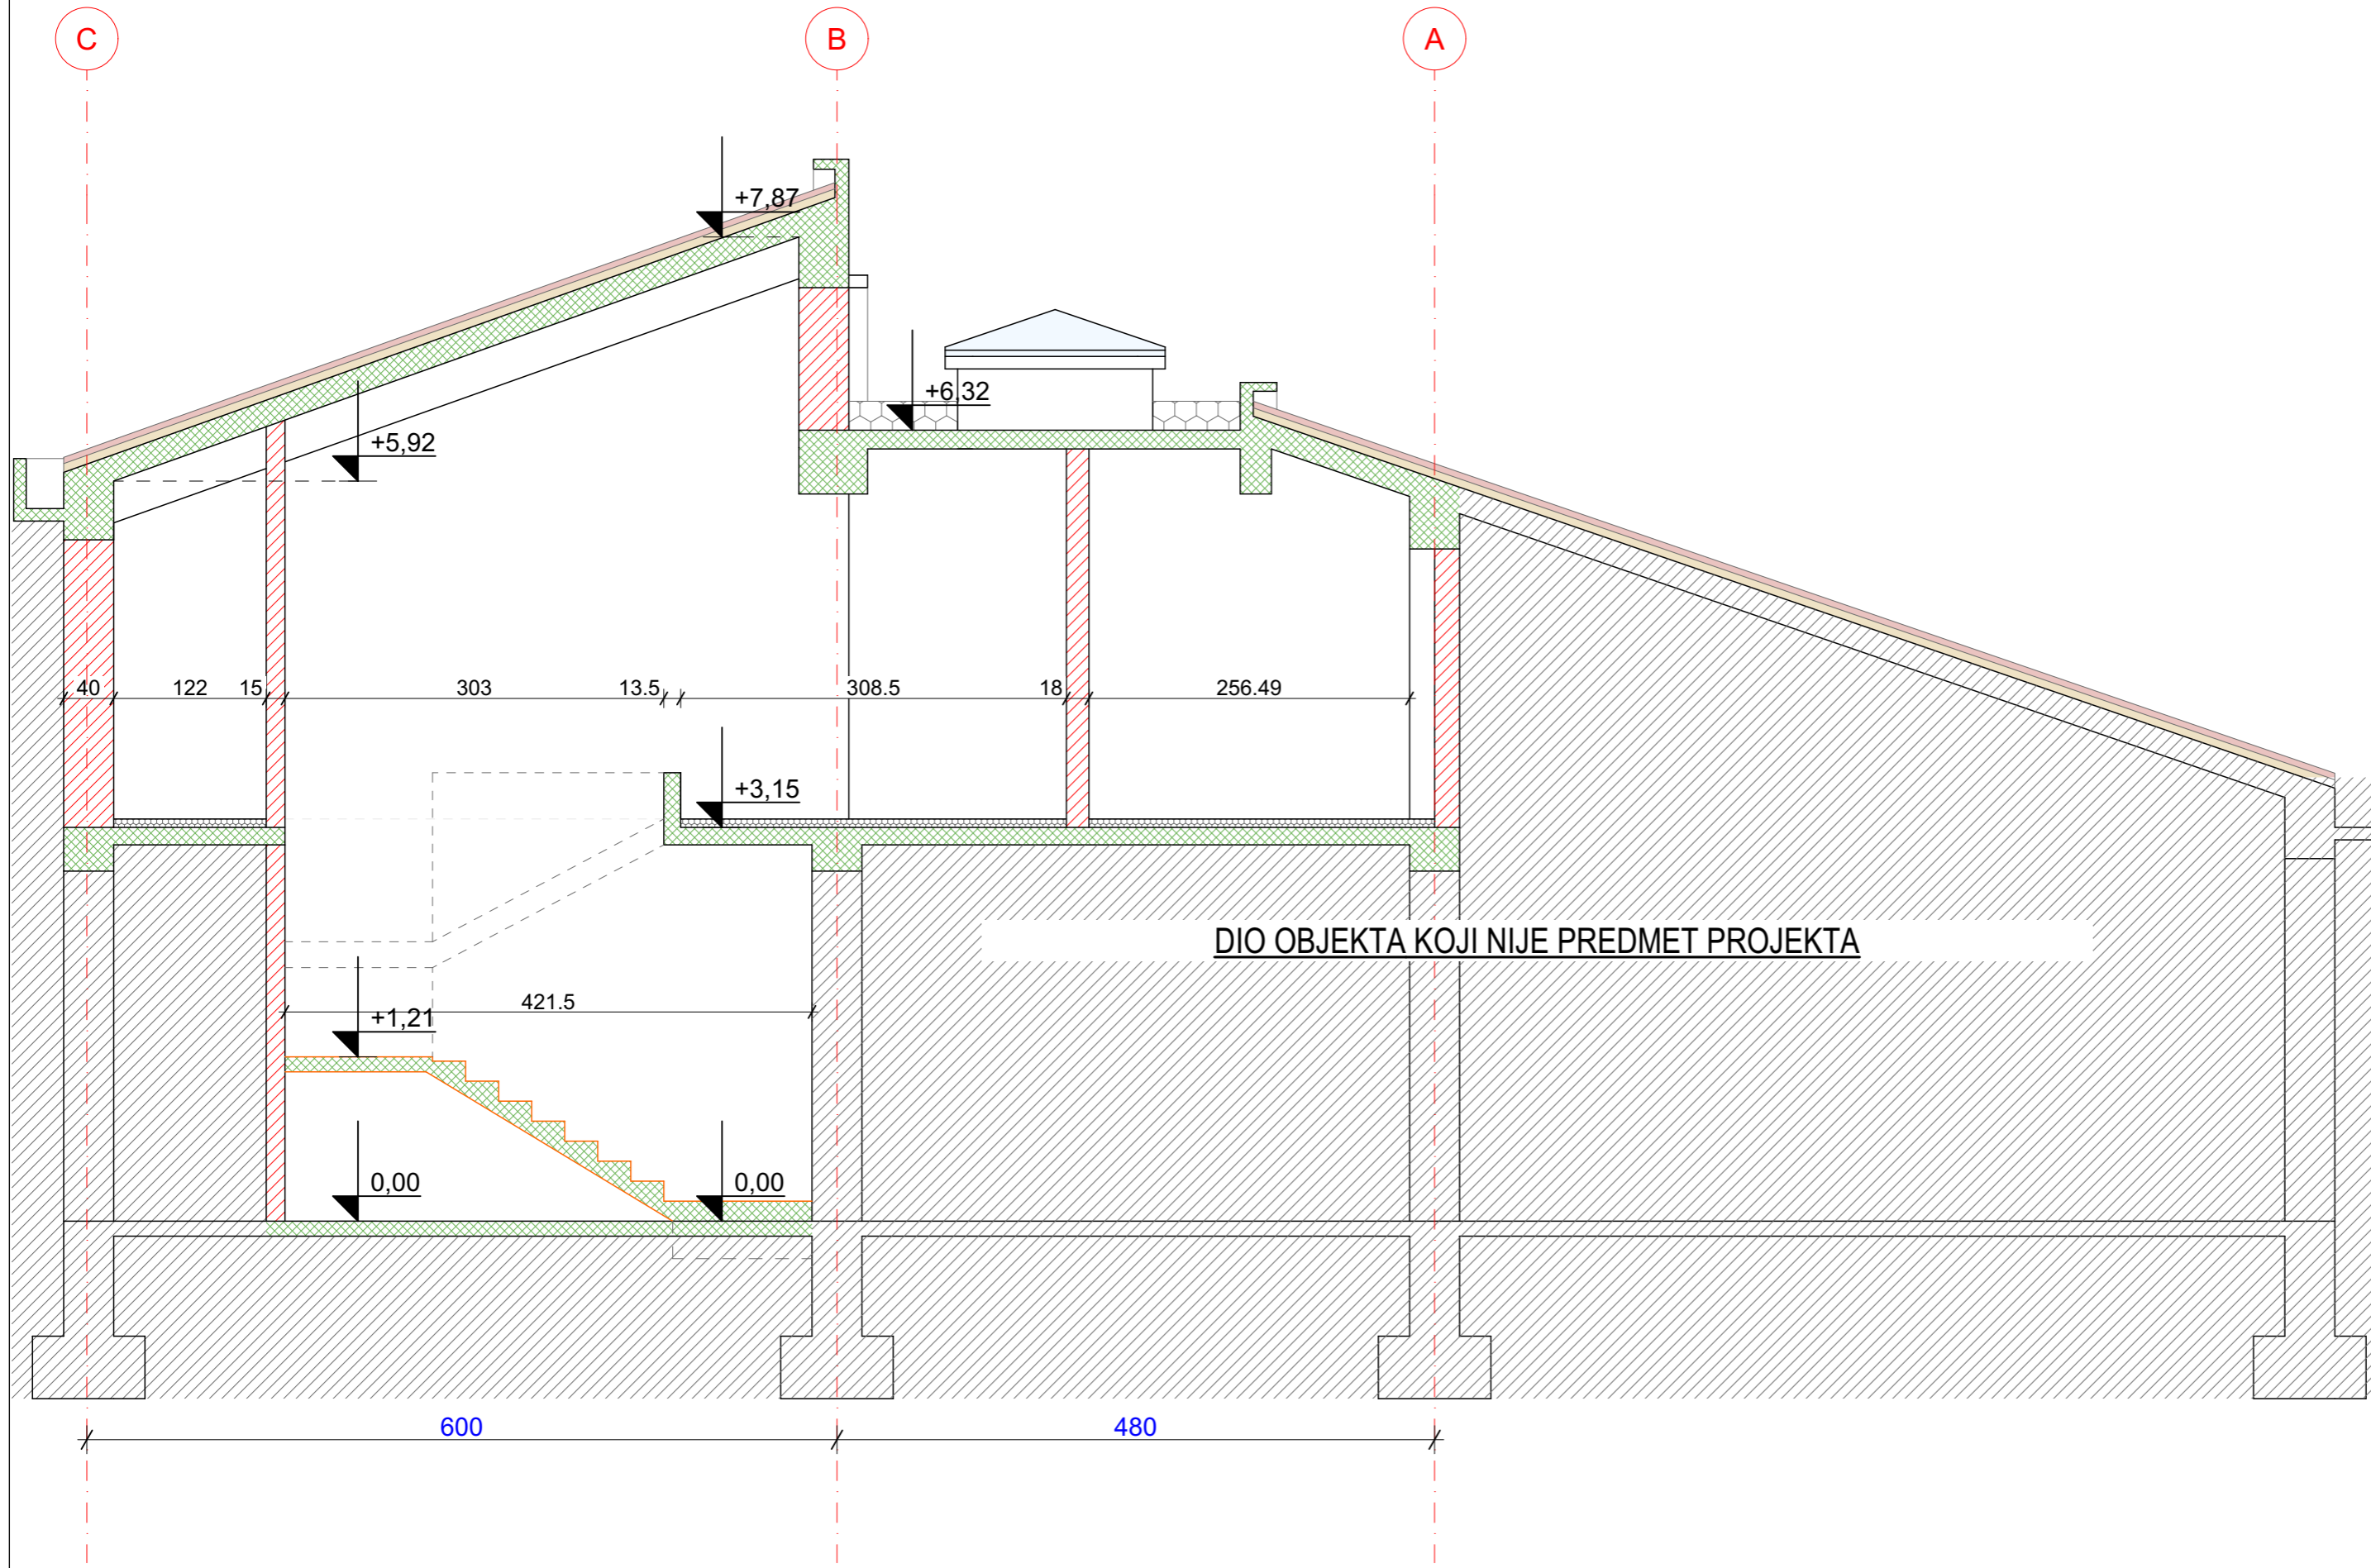 C B A
+7,87
+6,32
+5,92
40 122 15 303 13.5 308.5 18 256.49
+3,15
DIO OBJEKTA KOJI NIJE PREDMET PROJEKTA
421.5
+1,21
0,00 0,00
600 480